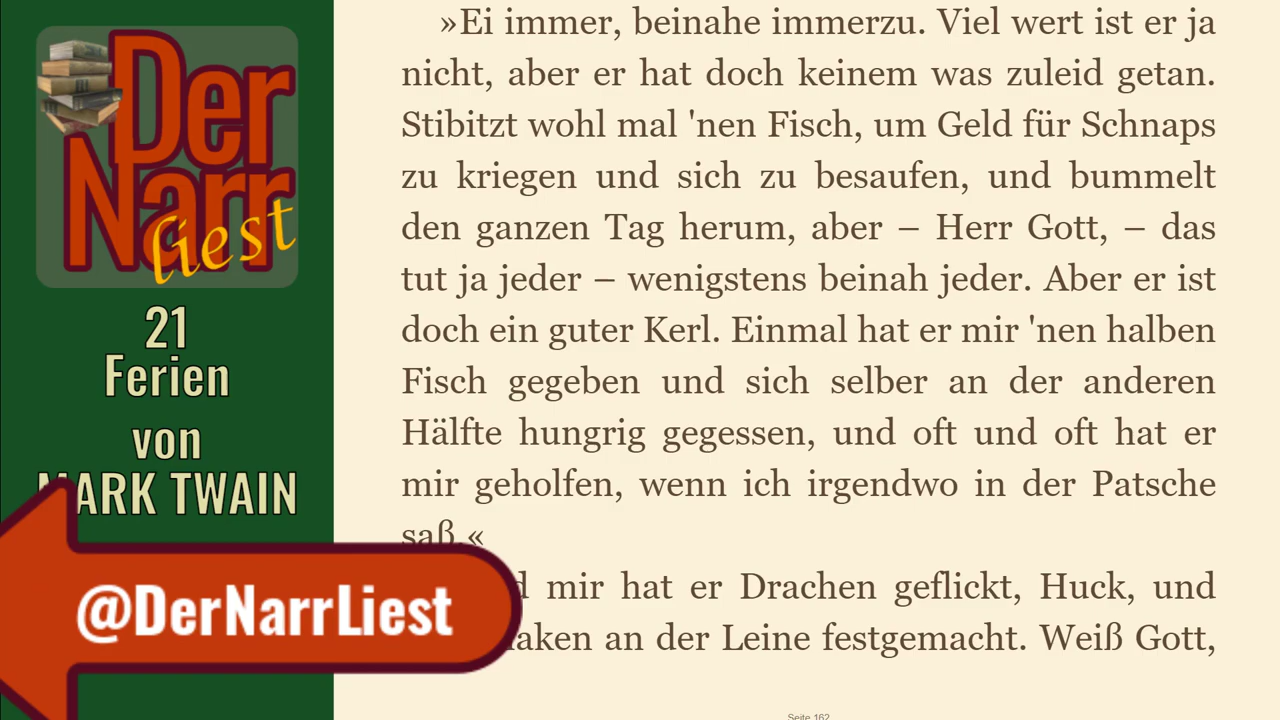 Der
Narr
liest
21
Ferien
von
MARK TWAIN
@DerNarrLiest
»Ei immer, beinahe immerzu. Viel wert ist er ja
nicht, aber er hat doch keinem was zuleid getan.
Stibitzt wohl mal 'nen Fisch, um Geld für Schnaps
zu kriegen und sich zu besaufen, und bummelt
den ganzen Tag herum, aber – Herr Gott, – das
tut ja jeder – wenigstens beinah jeder. Aber er ist
doch ein guter Kerl. Einmal hat er mir 'nen halben
Fisch gegeben und sich selber an der anderen
Hälfte hungrig gegessen, und oft und oft hat er
mir geholfen, wenn ich irgendwo in der Patsche
saß.«
mir hat er Drachen geflickt, Huck, und
an der Leine festgemacht. Weiß Gott,
Seite 162